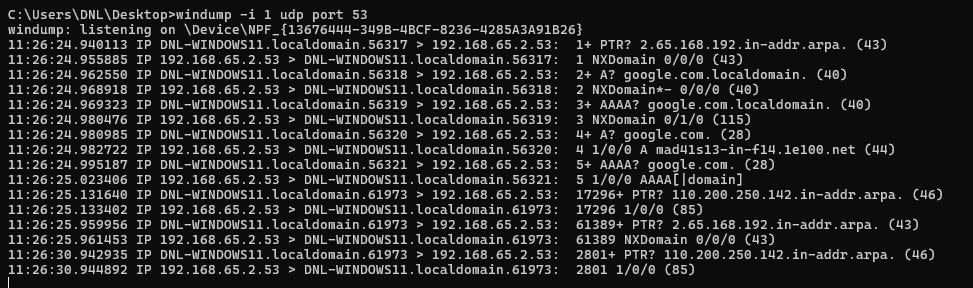 C:\Users\DNL\Desktop>windump -i 1 udp port 53
windump: listening on \Device\NPF_{13676444-349B-4BCF-8236-4285A3A91B26}
11:26:24.940113 IP DNL-WINDOWS11.localdomain.56317 > 192.168.65.2.53:  1+ PTR? 2.65.168.192.in-addr.arpa. (43)
11:26:24.955885 IP 192.168.65.2.53 > DNL-WINDOWS11.localdomain.56317:  1 NXDomain 0/0/0 (43)
11:26:24.962550 IP DNL-WINDOWS11.localdomain.56318 > 192.168.65.2.53:  2+ A? google.com.localdomain. (40)
11:26:24.968918 IP 192.168.65.2.53 > DNL-WINDOWS11.localdomain.56318:  2 NXDomain*- 0/0/0 (40)
11:26:24.969323 IP DNL-WINDOWS11.localdomain.56319 > 192.168.65.2.53:  3+ AAAA? google.com.localdomain. (40)
11:26:24.980476 IP 192.168.65.2.53 > DNL-WINDOWS11.localdomain.56319:  3 NXDomain 0/1/0 (115)
11:26:24.980985 IP DNL-WINDOWS11.localdomain.56320 > 192.168.65.2.53:  4+ A? google.com. (28)
11:26:24.982722 IP 192.168.65.2.53 > DNL-WINDOWS11.localdomain.56320:  4 1/0/0 A mad41s13-in-f14.1e100.net (44)
11:26:24.995187 IP DNL-WINDOWS11.localdomain.56321 > 192.168.65.2.53:  5+ AAAA? google.com. (28)
11:26:25.023406 IP 192.168.65.2.53 > DNL-WINDOWS11.localdomain.56321:  5 1/0/0 AAAA[|domain]
11:26:25.131640 IP DNL-WINDOWS11.localdomain.61973 > 192.168.65.2.53:  17296+ PTR? 110.200.250.142.in-addr.arpa. (46)
11:26:25.133402 IP 192.168.65.2.53 > DNL-WINDOWS11.localdomain.61973:  17296 1/0/0 (85)
11:26:25.959956 IP DNL-WINDOWS11.localdomain.61973 > 192.168.65.2.53:  61389+ PTR? 2.65.168.192.in-addr.arpa. (43)
11:26:25.961453 IP 192.168.65.2.53 > DNL-WINDOWS11.localdomain.61973:  61389 NXDomain 0/0/0 (43)
11:26:30.942935 IP DNL-WINDOWS11.localdomain.61973 > 192.168.65.2.53:  2801+ PTR? 110.200.250.142.in-addr.arpa. (46)
11:26:30.944892 IP 192.168.65.2.53 > DNL-WINDOWS11.localdomain.61973:  2801 1/0/0 (85)